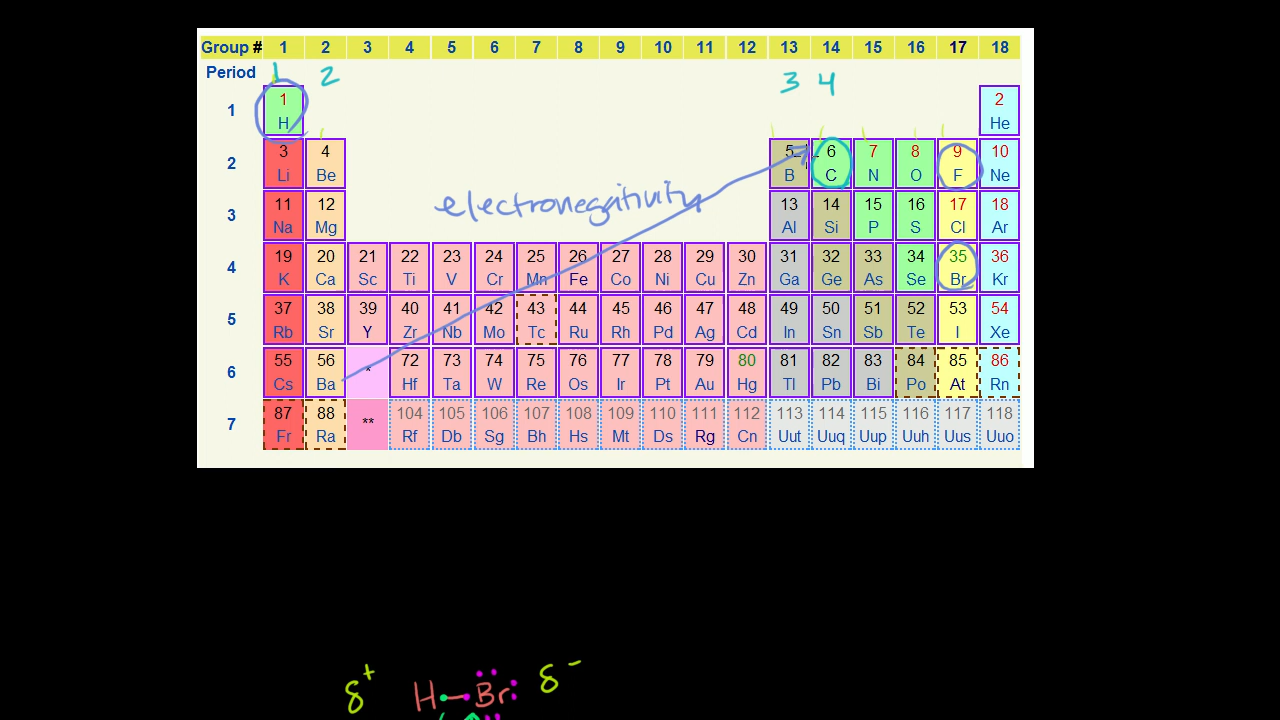 Group # 1 2 3 4 5 6 7 8 9 10 11 12 13 14 15 16 17 18
Period 1 2 3 4
1 1 2
H He
2 3 4 5 6 7 8 9 10
Li Be B C N O F Ne
electronegativity
3 11 12 13 14 15 16 17 18
Na Mg Al Si P S Cl Ar
4 19 20 21 22 23 24 25 26 27 28 29 30 31 32 33 34 35 36
K Ca Sc Ti V Cr Mn Fe Co Ni Cu Zn Ga Ge As Se Br Kr
5 37 38 39 40 41 42 43 44 45 46 47 48 49 50 51 52 53 54
Rb Sr Y Zr Nb Mo Tc Ru Rh Pd Ag Cd In Sn Sb Te I Xe
6 55 56 * 72 73 74 75 76 77 78 79 80 81 82 83 84 85 86
Cs Ba Hf Ta W Re Os Ir Pt Au Hg Tl Pb Bi Po At Rn
7 87 88 ** 104 105 106 107 108 109 110 111 112 113 114 115 116 117 118
Fr Ra Rf Db Sg Bh Hs Mt Ds Rg Cn Uut Uuq Uup Uuh Uus Uuo
δ+ H–Br δ−